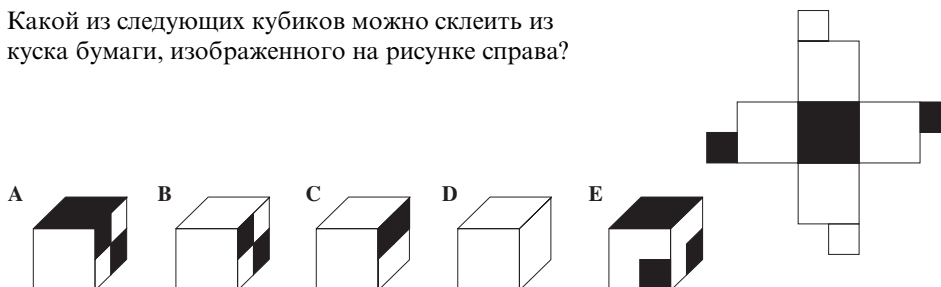 Какой из следующих кубиков можно склеить из
куска бумаги, изображенного на рисунке справа?
A B C D E